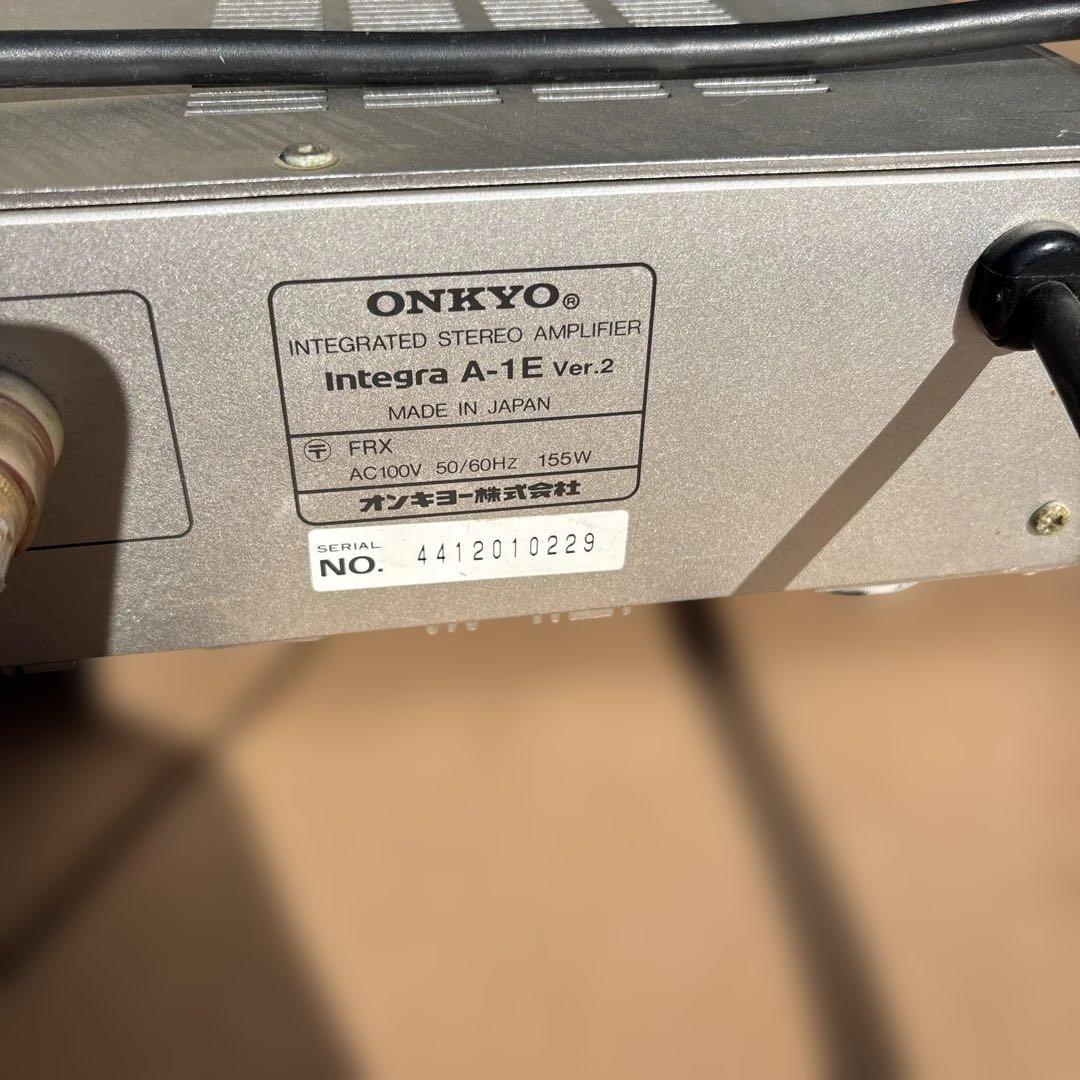 ONKYO®
INTEGRATED STEREO AMPLIFIER
Integra A-1E Ver.2
MADE IN JAPAN
〒 FRX
AC100V 50/60Hz 155W
オンキヨー株式会社
SERIAL
NO. 4412010229